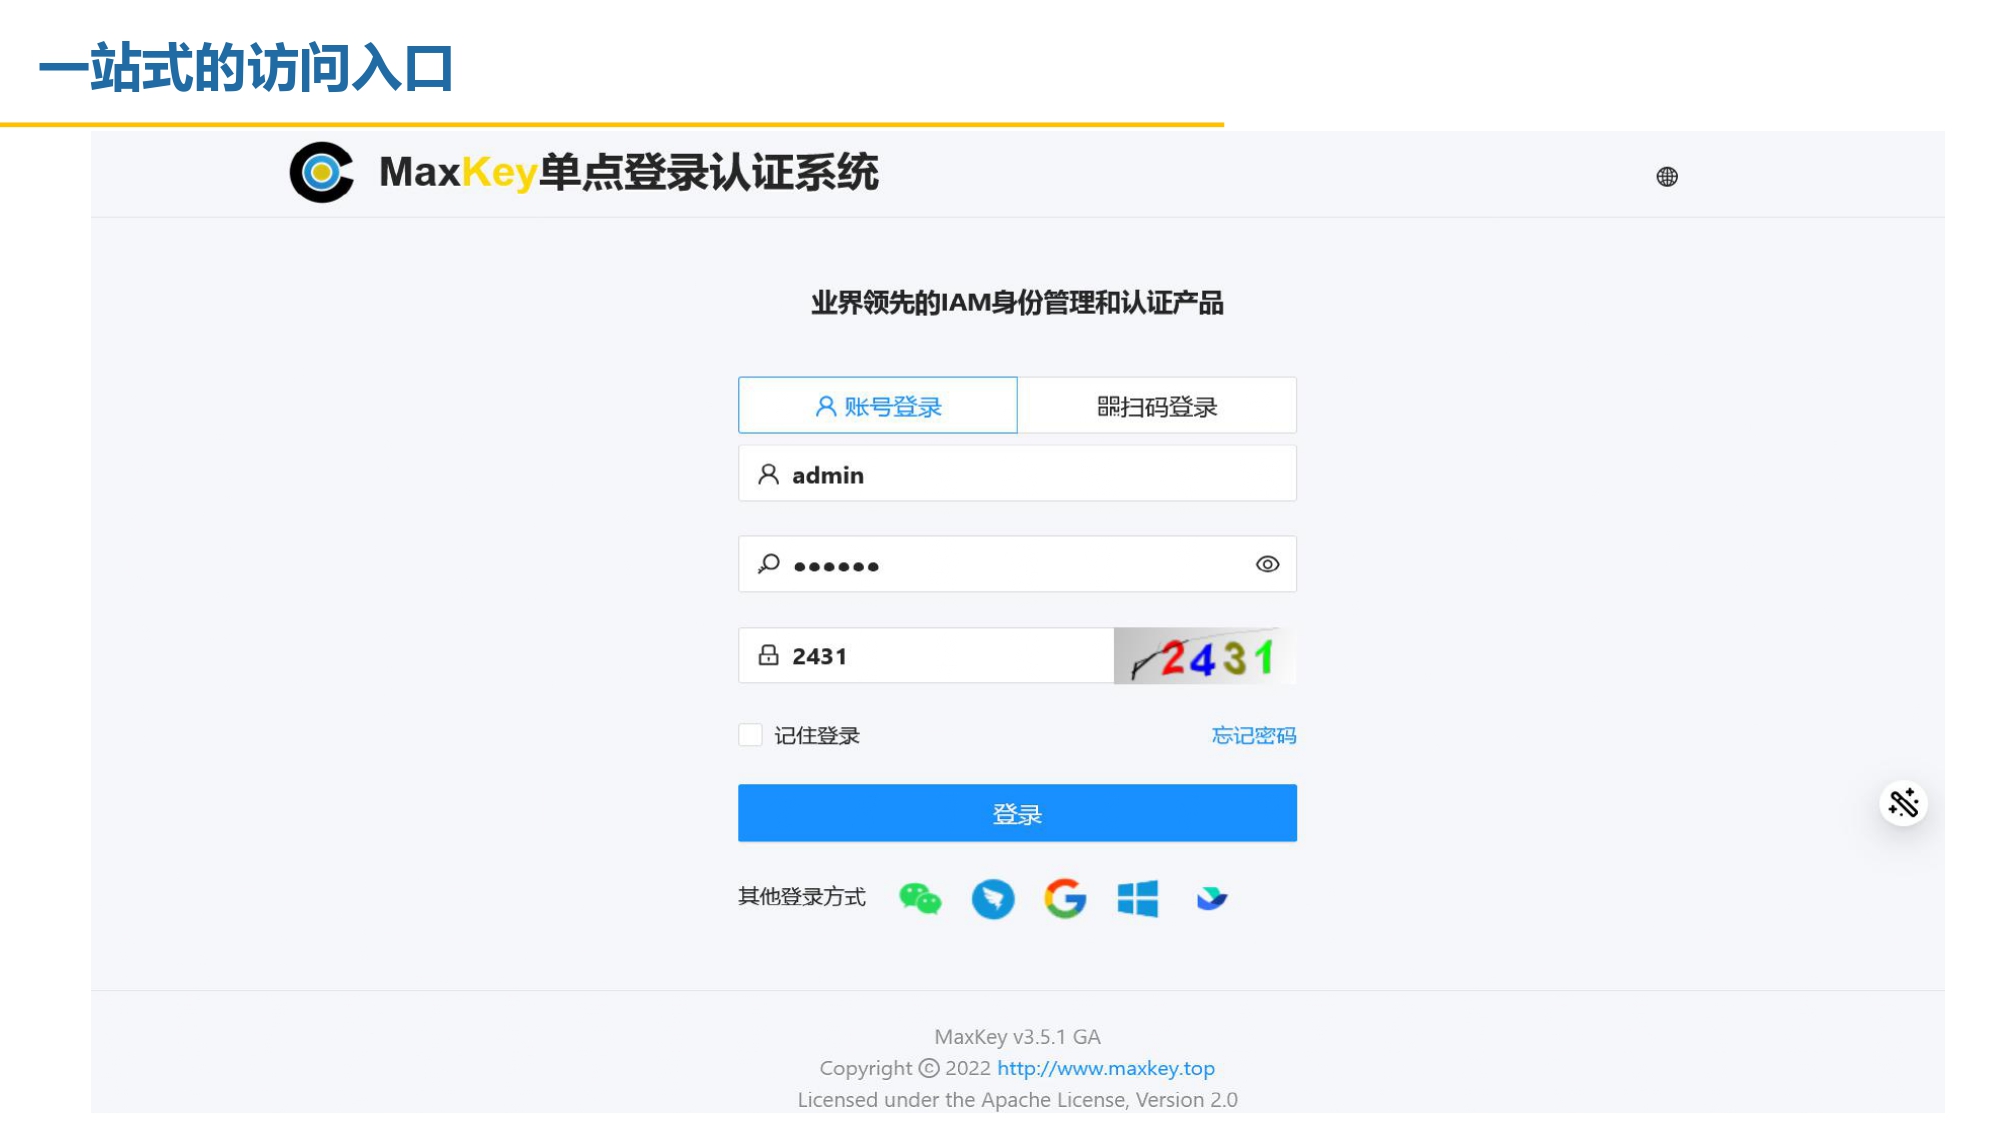 一站式的访问入口
MaxKey单点登录认证系统
业界领先的IAM身份管理和认证产品
账号登录 扫码登录
admin
••••••
2431 2431
记住登录 忘记密码
登录
其他登录方式
MaxKey v3.5.1 GA
Copyright © 2022 http://www.maxkey.top
Licensed under the Apache License, Version 2.0